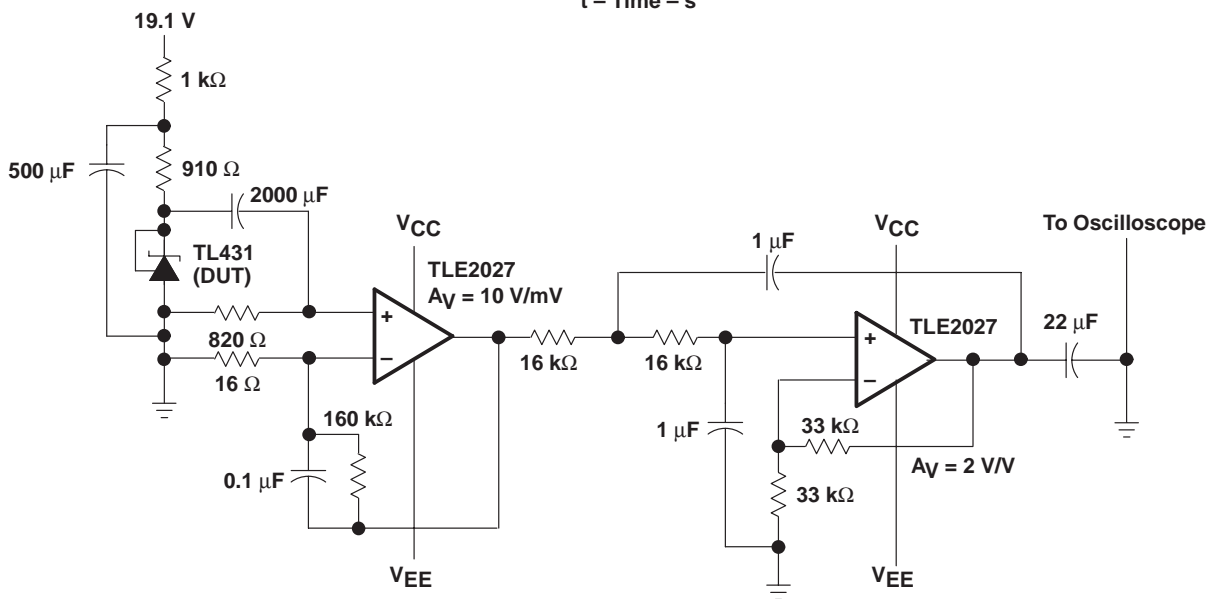 t – Time – s
19.1 V
1 kΩ
500 μF
910 Ω
2000 μF
TL431
(DUT)
820 Ω
16 Ω
160 kΩ
0.1 μF
VCC
TLE2027
AV = 10 V/mV
+
–
VEE
16 kΩ
16 kΩ
1 μF
1 μF
VCC
TLE2027
+
–
33 kΩ
AV = 2 V/V
33 kΩ
VEE
22 μF
To Oscilloscope